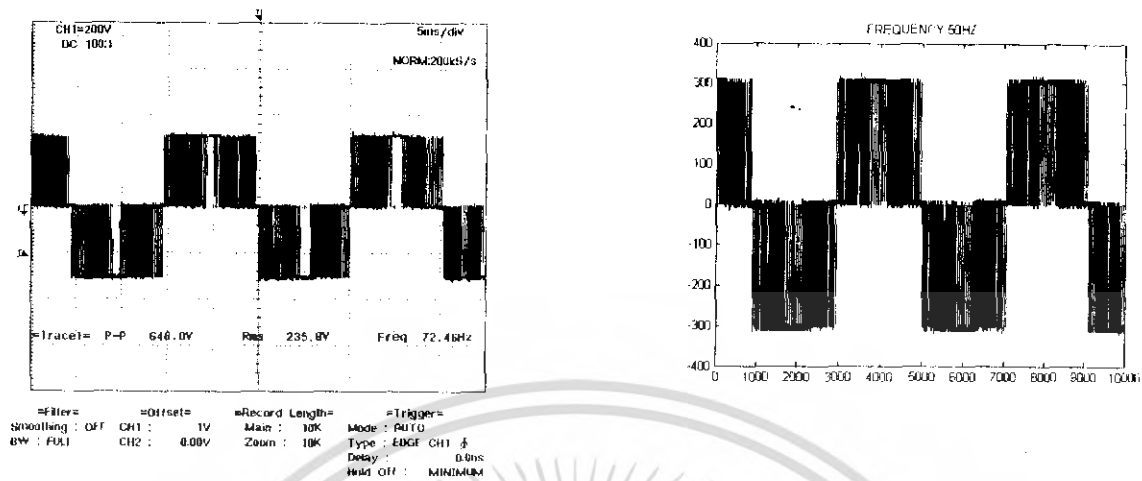 CH1=200V 5ms/div
DC 100:1
NORM:200kS/s
=Trace1= P-P 648.0V Rms 235.8V Freq 72.46Hz
=Filter= =Offset= =Record Length= =Trigger=
Smoothing : OFF CH1 : 1V Main : 10K Mode : AUTO
BW : FULL CH2 : 0.00V Zoom : 10K Type : EDGE CH1
Delay : 0.0ns
Hold Off : MINIMUM
FREQUENCY 50HZ
400
300
200
100
0
-100
-200
-300
-400
0 1000 2000 3000 4000 5000 6000 7000 8000 9000 10000